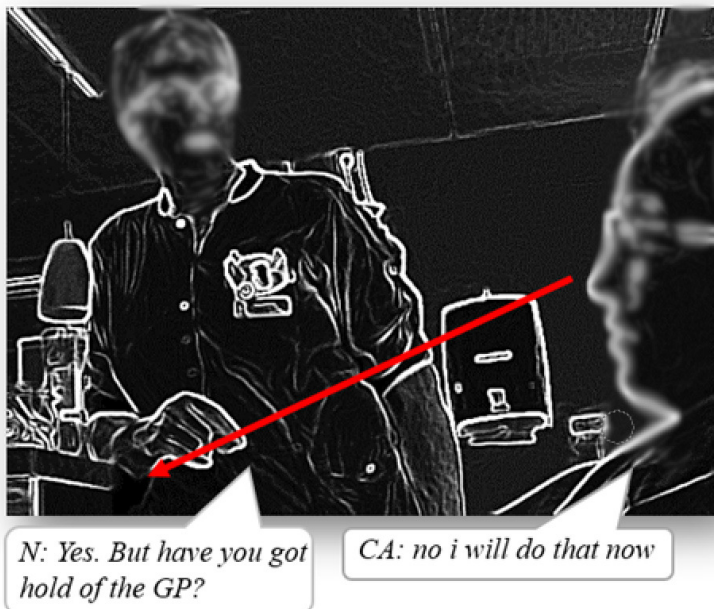 N: Yes. But have you got
hold of the GP?
CA: no i will do that now